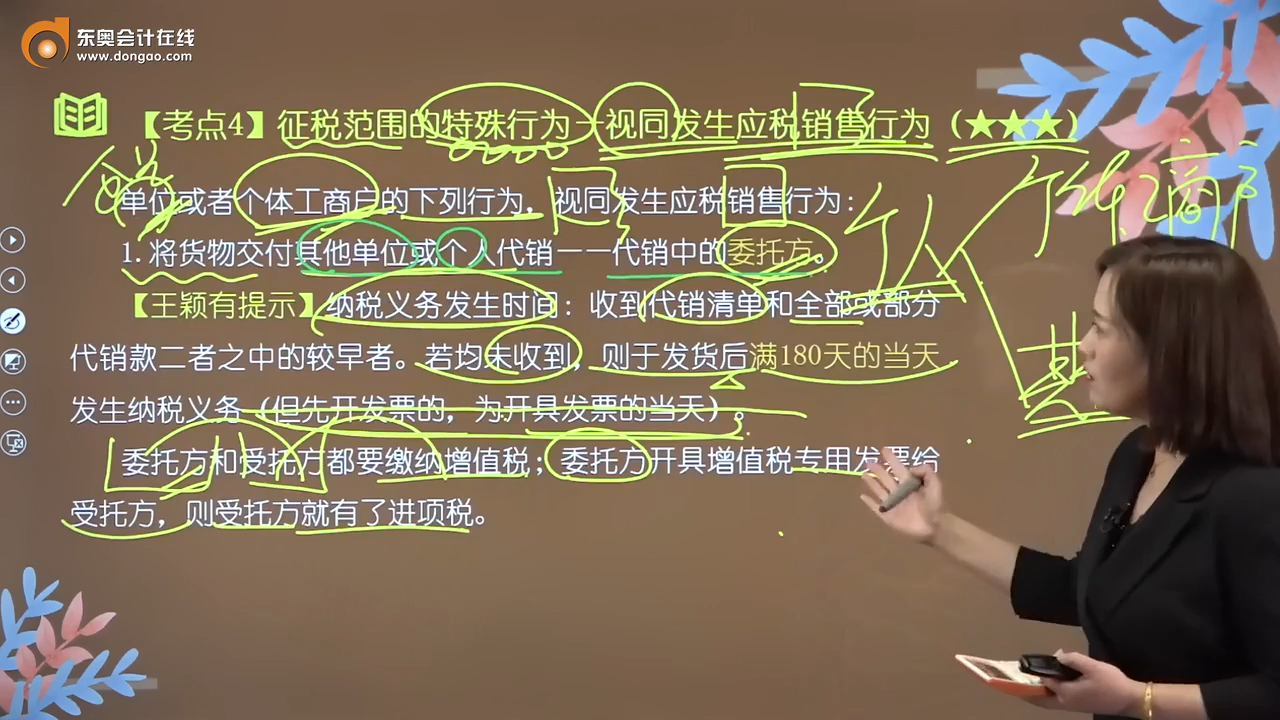 东奥会计在线
www.dongao.com
【考点4】征税范围的特殊行为—视同发生应税销售行为（★★★）
单位或者个体工商户的下列行为，视同发生应税销售行为：
1. 将货物交付其他单位或个人代销——代销中的委托方。
【王颖有提示】纳税义务发生时间：收到代销清单和全部或部分
代销款二者之中的较早者。若均未收到，则于发货后满180天的当天
发生纳税义务（但先开发票的，为开具发票的当天）。
委托方和受托方都要缴纳增值税；委托方开具增值税专用发票给
受托方，则受托方就有了进项税。
个人
个体工商户